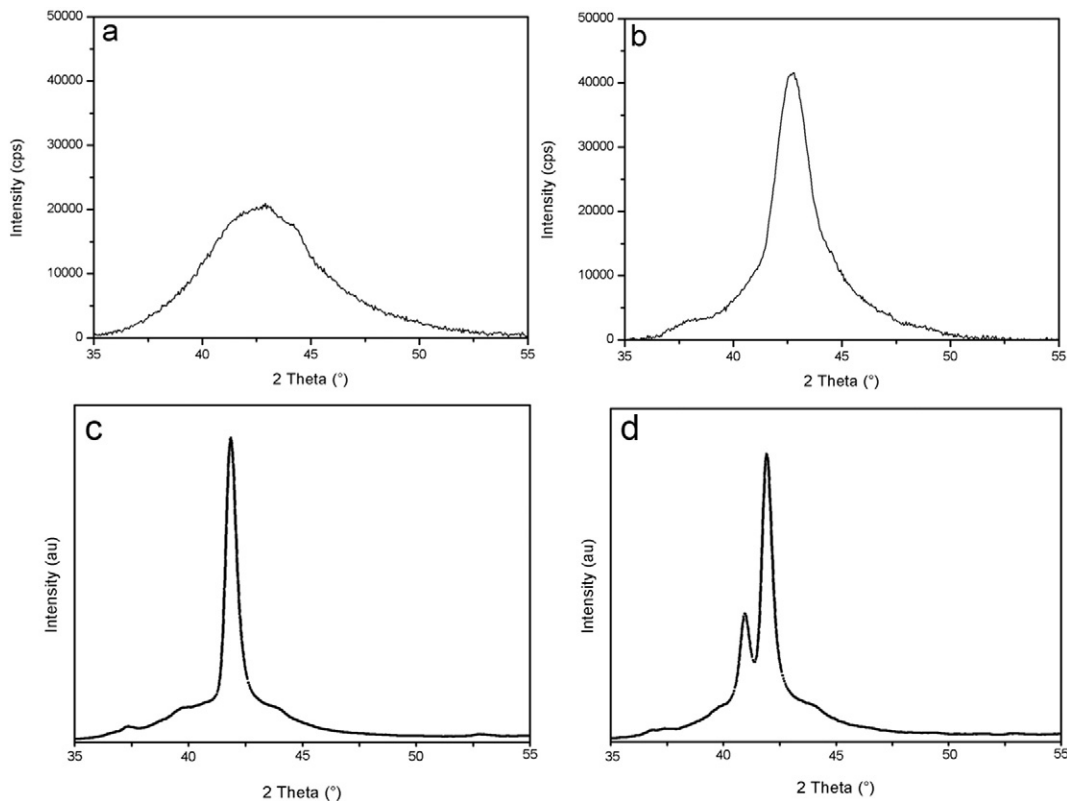 a
50000
40000
30000
20000
10000
0
35 40 45 50 55
Intensity (cps)
2 Theta (°)
b
50000
40000
30000
20000
10000
0
35 40 45 50 55
Intensity (cps)
2 Theta (°)
c
35 40 45 50 55
Intensity (au)
2 Theta (°)
d
35 40 45 50 55
Intensity (au)
2 Theta (°)